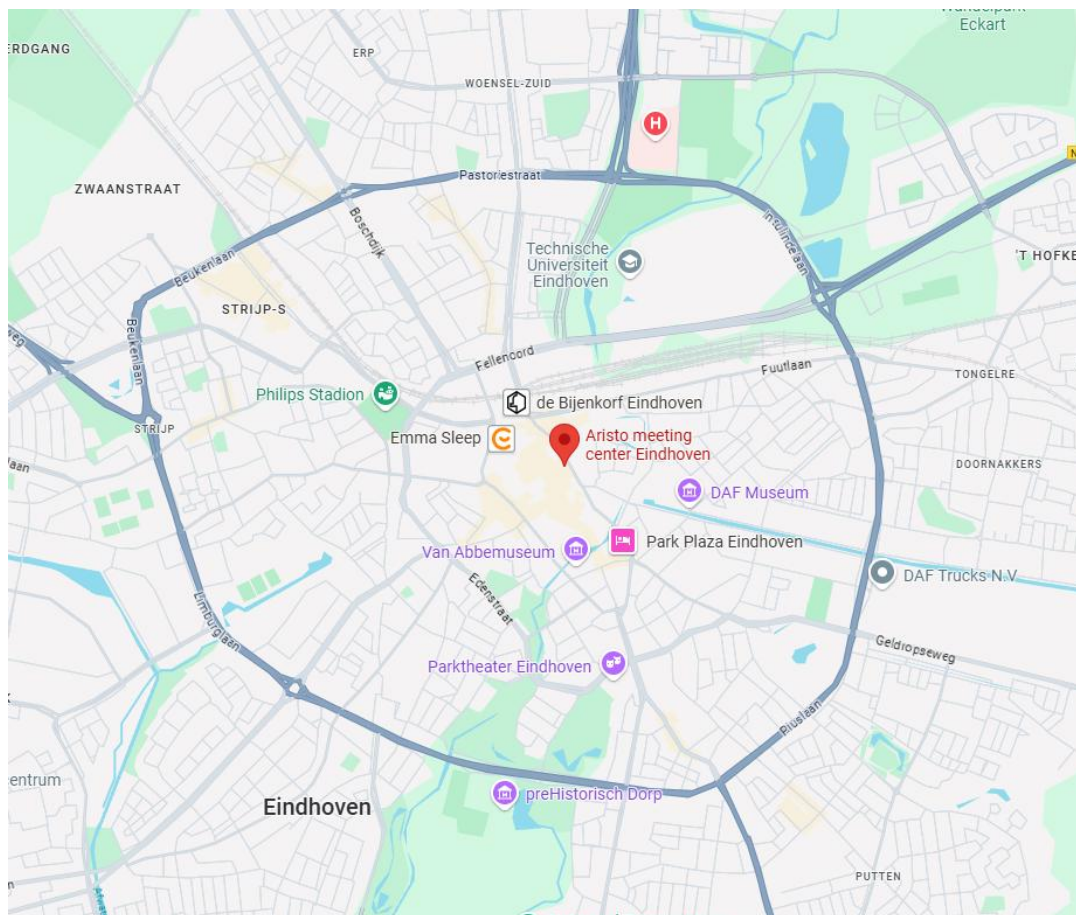 Eckart
ERDGANG
ERP
WOENSEL-ZUID
H
N
Pastoriestraat
ZWAANSTRAAT
Boschdijk
Insulindelaan
Technische
Universiteit
Eindhoven
'T HOFKE
Beukenlaan
STRIJP-S
Beukenlaan
Fellenoord
Fuutlaan
TONGELRE
Philips Stadion
de Bijenkorf Eindhoven
STRIJP
Emma Sleep
Aristo meeting
center Eindhoven
laan
DOORNAKKERS
DAF Museum
Van Abbemuseum
Park Plaza Eindhoven
DAF Trucks N.V
Edenstraat
Limburglaan
Geldropseweg
Parktheater Eindhoven
Piuslaan
entrum
preHistorisch Dorp
Eindhoven
PUTTEN